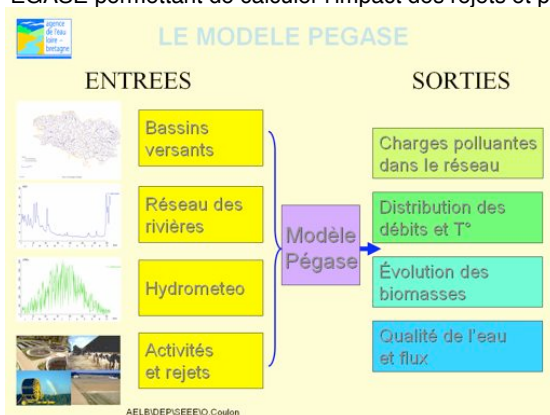 EGASE permettant de calculer l'impact des rejets et p
agence
de l'eau
loire -
bretagne
LE MODELE PEGASE
ENTREES
SORTIES
Bassins
versants
Réseau des
rivières
Hydrometeo
Activités
et rejets
Modèle
Pégase
Charges polluantes
dans le réseau
Distribution des
débits et T°
Évolution des
biomasses
Qualité de l'eau
et flux
AELB\DEP\SEEE\O.Coulon